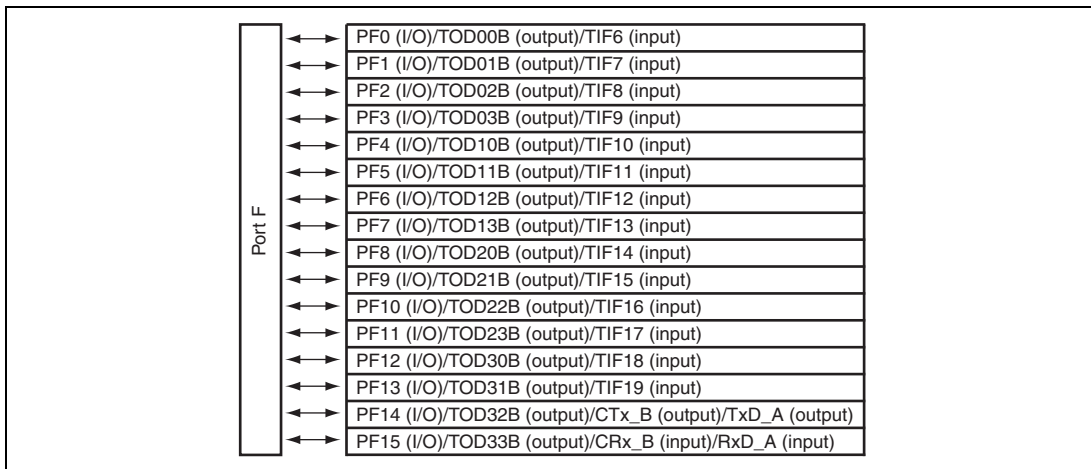 Port F
PF0 (I/O)/TOD00B (output)/TIF6 (input)
PF1 (I/O)/TOD01B (output)/TIF7 (input)
PF2 (I/O)/TOD02B (output)/TIF8 (input)
PF3 (I/O)/TOD03B (output)/TIF9 (input)
PF4 (I/O)/TOD10B (output)/TIF10 (input)
PF5 (I/O)/TOD11B (output)/TIF11 (input)
PF6 (I/O)/TOD12B (output)/TIF12 (input)
PF7 (I/O)/TOD13B (output)/TIF13 (input)
PF8 (I/O)/TOD20B (output)/TIF14 (input)
PF9 (I/O)/TOD21B (output)/TIF15 (input)
PF10 (I/O)/TOD22B (output)/TIF16 (input)
PF11 (I/O)/TOD23B (output)/TIF17 (input)
PF12 (I/O)/TOD30B (output)/TIF18 (input)
PF13 (I/O)/TOD31B (output)/TIF19 (input)
PF14 (I/O)/TOD32B (output)/CTx_B (output)/TxD_A (output)
PF15 (I/O)/TOD33B (output)/CRx_B (input)/RxD_A (input)